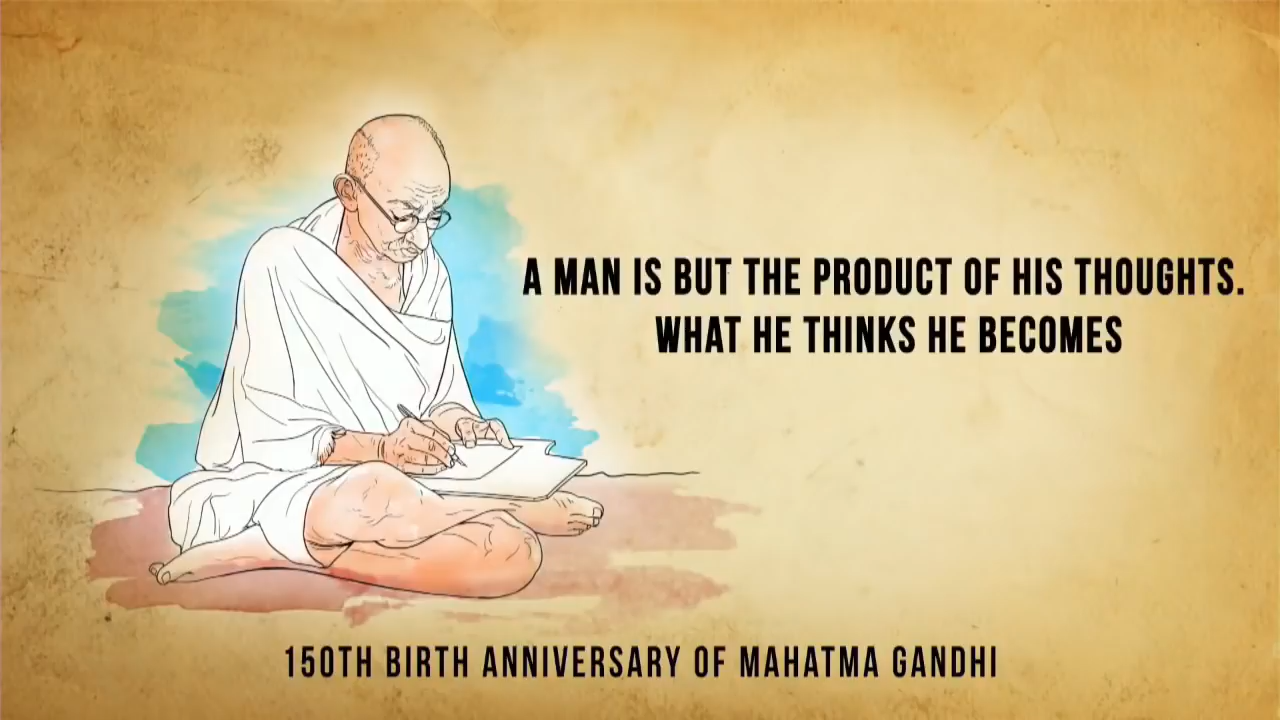 A MAN IS BUT THE PRODUCT OF HIS THOUGHTS.
WHAT HE THINKS HE BECOMES
150TH BIRTH ANNIVERSARY OF MAHATMA GANDHI